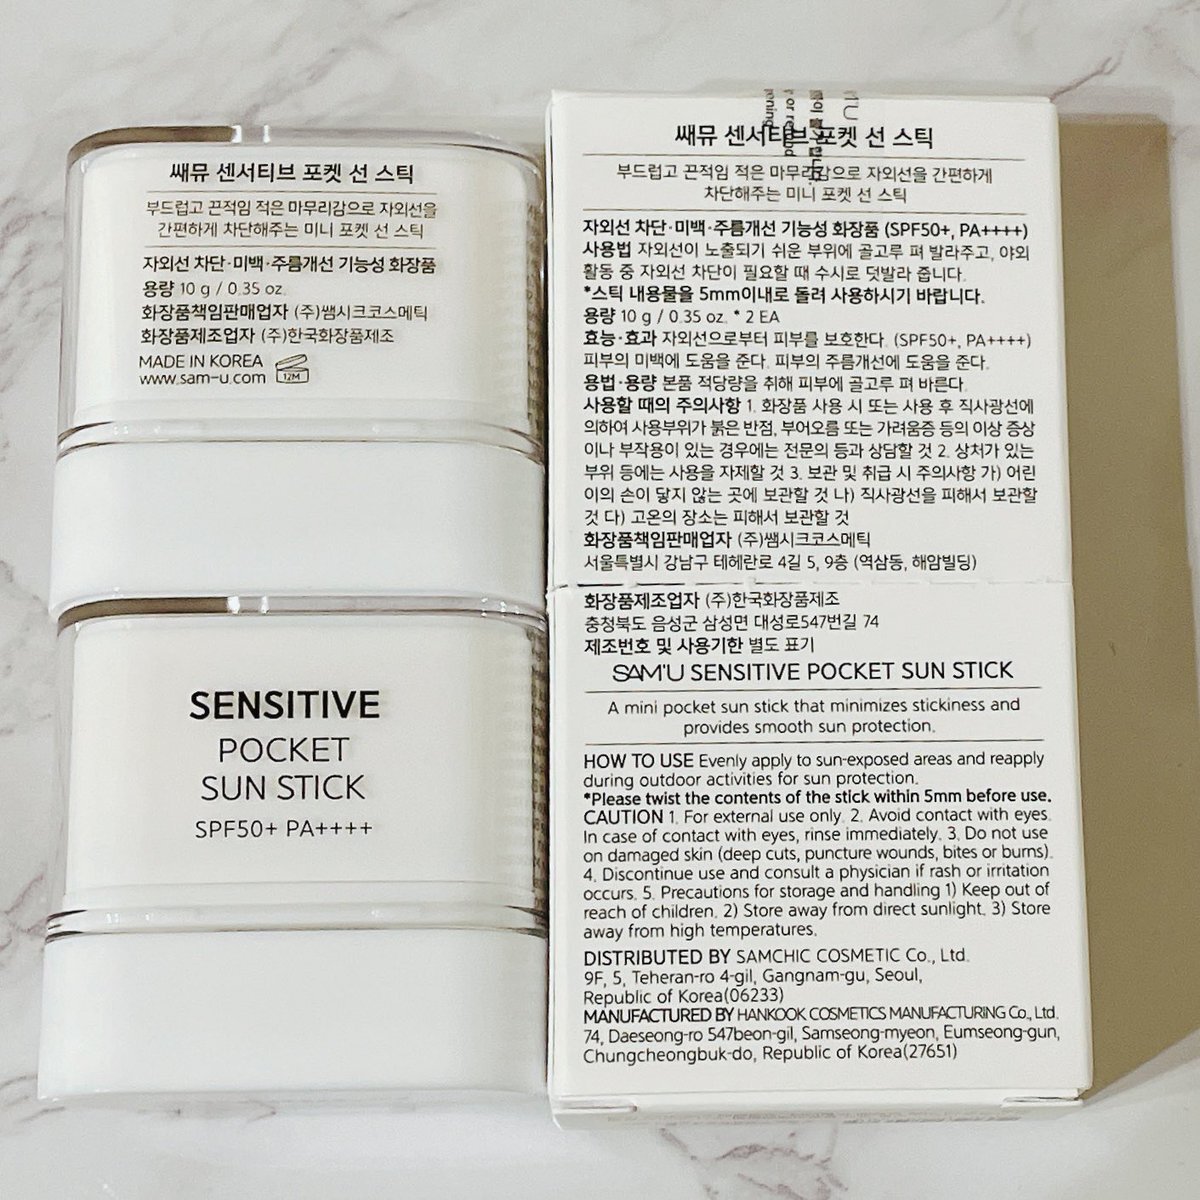 쌔뮤 센서티브 포켓 선 스틱
부드럽고 끈적임 적은 마무리감으로 자외선을
간편하게 차단해주는 미니 포켓 선 스틱
자외선 차단·미백·주름개선 기능성 화장품
용량 10 g / 0.35 oz.
화장품책임판매업자 (주)쌤시크코스메틱
화장품제조업자 (주)한국화장품제조
MADE IN KOREA
www.sam-u.com 12M
SENSITIVE
POCKET
SUN STICK
SPF50+ PA++++
쌔뮤 센서티브 포켓 선 스틱
부드럽고 끈적임 적은 마무리감으로 자외선을 간편하게
차단해주는 미니 포켓 선 스틱
자외선 차단·미백·주름개선 기능성 화장품 (SPF50+, PA++++)
사용법 자외선이 노출되기 쉬운 부위에 골고루 펴 발라주고, 야외
활동 중 자외선 차단이 필요할 때 수시로 덧발라 줍니다.
*스틱 내용물을 5mm이내로 돌려 사용하시기 바랍니다.
용량 10 g / 0.35 oz. * 2 EA
효능·효과 자외선으로부터 피부를 보호한다. (SPF50+, PA++++)
피부의 미백에 도움을 준다. 피부의 주름개선에 도움을 준다.
용법·용량 본품 적당량을 취해 피부에 골고루 펴 바른다.
사용할 때의 주의사항 1. 화장품 사용 시 또는 사용 후 직사광선에
의하여 사용부위가 붉은 반점, 부어오름 또는 가려움증 등의 이상 증상
이나 부작용이 있는 경우에는 전문의 등과 상담할 것 2. 상처가 있는
부위 등에는 사용을 자제할 것 3. 보관 및 취급 시 주의사항 가) 어린
이의 손이 닿지 않는 곳에 보관할 것 나) 직사광선을 피해서 보관할
것 다) 고온의 장소는 피해서 보관할 것
화장품책임판매업자 (주)쌤시크코스메틱
서울특별시 강남구 테헤란로 4길 5, 9층 (역삼동, 해암빌딩)
화장품제조업자 (주)한국화장품제조
충청북도 음성군 삼성면 대성로547번길 74
제조번호 및 사용기한 별도 표기
SAM'U SENSITIVE POCKET SUN STICK
A mini pocket sun stick that minimizes stickiness and
provides smooth sun protection.
HOW TO USE Evenly apply to sun-exposed areas and reapply
during outdoor activities for sun protection.
*Please twist the contents of the stick within 5mm before use.
CAUTION 1. For external use only. 2. Avoid contact with eyes.
In case of contact with eyes, rinse immediately. 3. Do not use
on damaged skin (deep cuts, puncture wounds, bites or burns).
4. Discontinue use and consult a physician if rash or irritation
occurs. 5. Precautions for storage and handling 1) Keep out of
reach of children. 2) Store away from direct sunlight. 3) Store
away from high temperatures.
DISTRIBUTED BY SAMCHIC COSMETIC Co., Ltd.
9F, 5, Teheran-ro 4-gil, Gangnam-gu, Seoul,
Republic of Korea(06233)
MANUFACTURED BY HANKOOK COSMETICS MANUFACTURING Co., Ltd.
74, Daeseong-ro 547beon-gil, Samseong-myeon, Eumseong-gun,
Chungcheongbuk-do, Republic of Korea(27651)